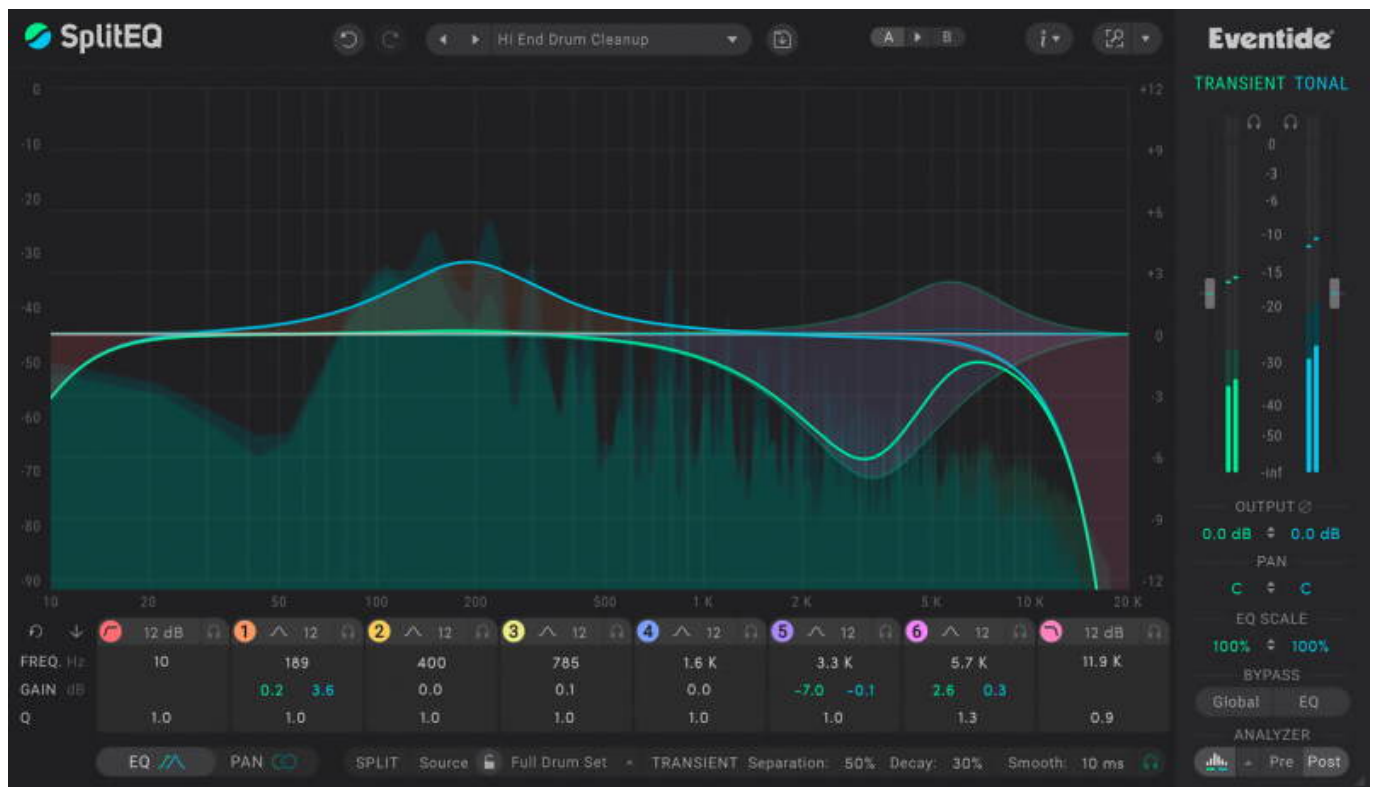 SplitEQ Hi End Drum Cleanup A B i Eventide
TRANSIENT TONAL
0 +12
-10 +9
-20 +6
-30 +3
-40 0
-50 -3
-60 -6
-70 -9
-80 -12
-90
10 20 50 100 200 500 1 K 2 K 5 K 10 K 20 K
0
-3
-6
-10
-15
-20
-30
-40
-50
-inf
OUTPUT
0.0 dB 0.0 dB
PAN
C C
EQ SCALE
100% 100%
BYPASS
Global EQ
ANALYZER
Pre Post
12 dB 1 12 2 12 3 12 4 12 5 12 6 12 12 dB
FREQ. Hz 10 189 400 785 1.6 K 3.3 K 5.7 K 11.9 K
GAIN dB 0.2 3.6 0.0 0.1 0.0 -7.0 -0.1 2.6 0.3
Q 1.0 1.0 1.0 1.0 1.0 1.0 1.3 0.9
EQ PAN SPLIT Source Full Drum Set TRANSIENT Separation: 50% Decay: 30% Smooth: 10 ms